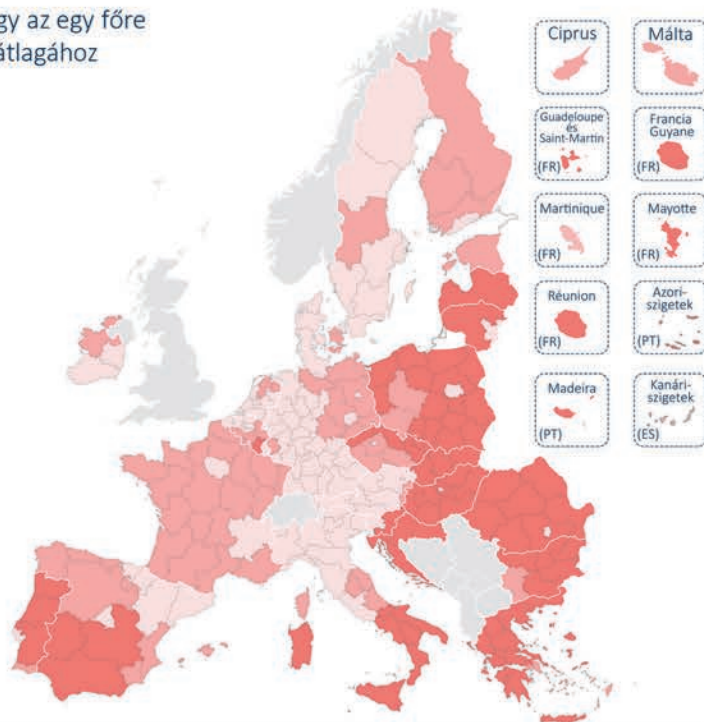 gy az egy főre
átlagához
Ciprus
Málta
Guadeloupe
és
Saint-Martin
(FR)
Francia
Guyane
(FR)
Martinique
(FR)
Mayotte
(FR)
Réunion
(FR)
Azori-
szigetek
(PT)
Madeira
(PT)
Kanári-
szigetek
(ES)